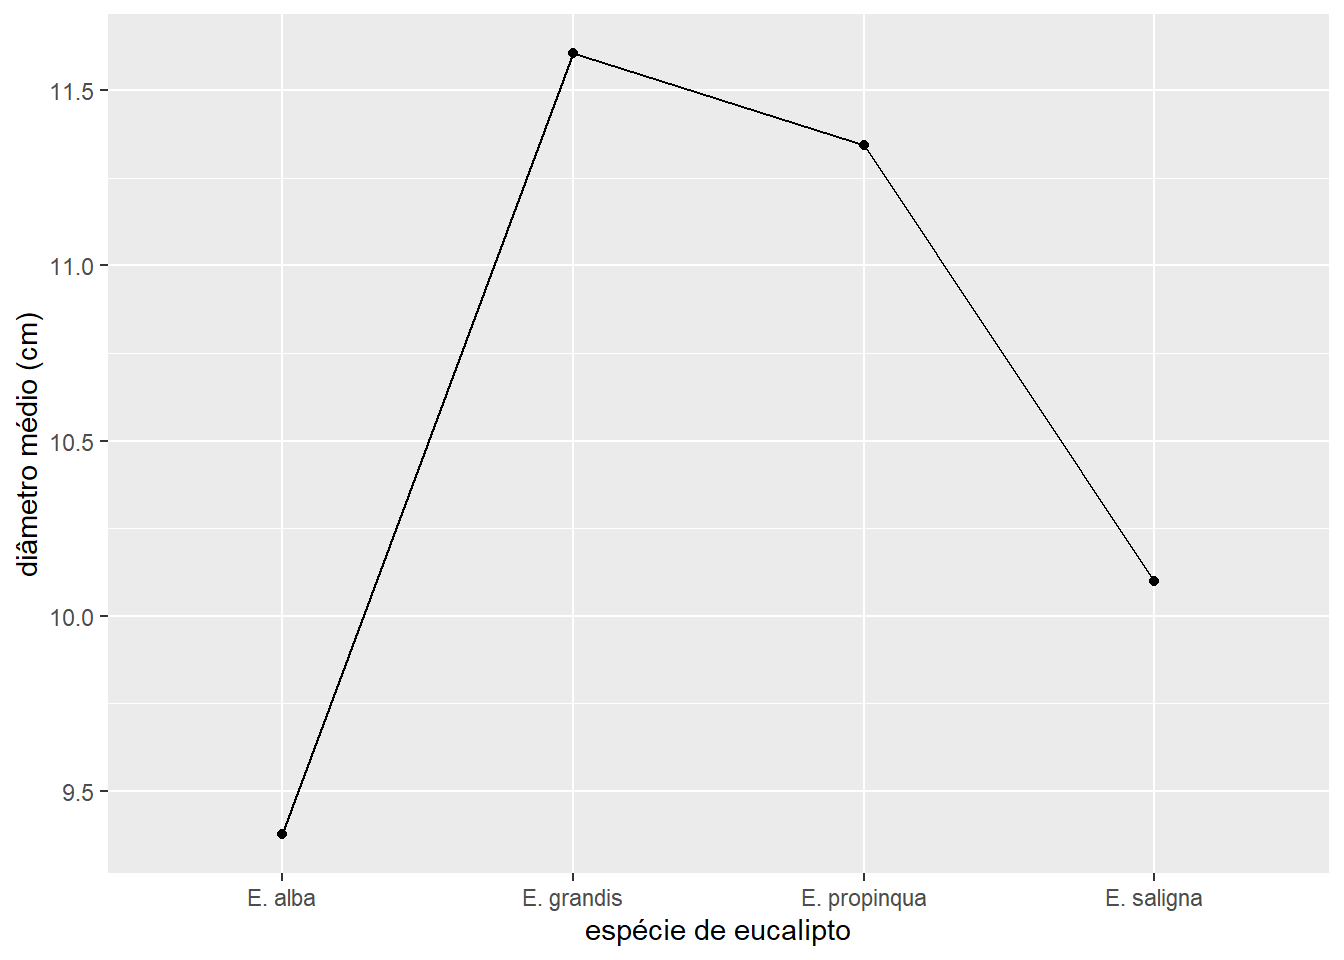 diâmetro médio (cm)
11.5
11.0
10.5
10.0
9.5
E. alba
E. grandis
E. propinqua
E. saligna
espécie de eucalipto